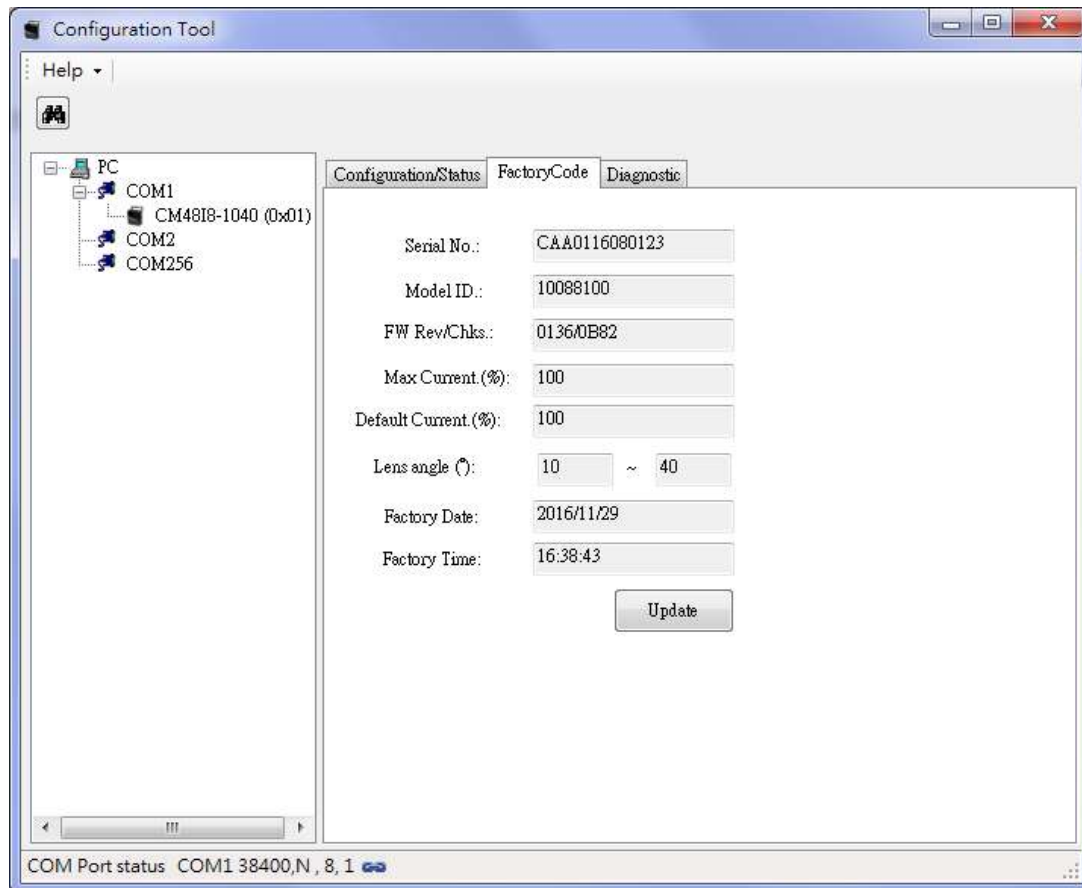 Configuration Tool
Help
PC
COM1
CM48I8-1040 (0x01)
COM2
COM256
Configuration/Status FactoryCode Diagnostic
Serial No.: CAA0116080123
Model ID.: 10088100
FW Rev/Chks.: 0136/0B82
Max Current.(%): 100
Default Current.(%): 100
Lens angle (°): 10 ~ 40
Factory Date: 2016/11/29
Factory Time: 16:38:43
Update
COM Port status COM1 38400,N , 8, 1